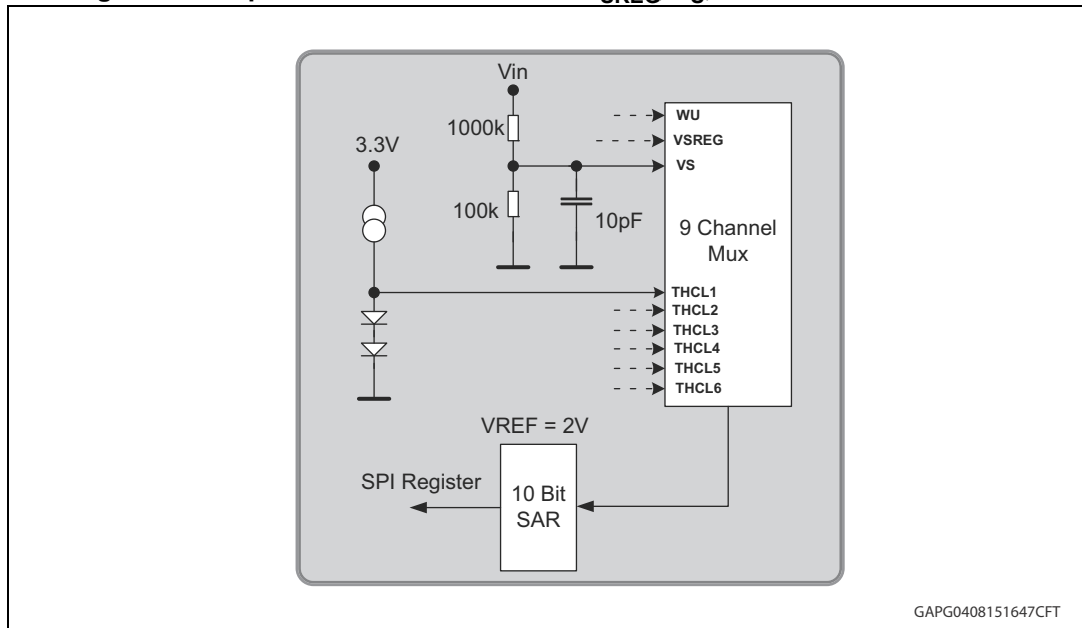 Vin
1000k
3.3V
100k
10pF
WU
VSREG
VS
9 Channel
Mux
THCL1
THCL2
THCL3
THCL4
THCL5
THCL6
VREF = 2V
SPI Register
10 Bit
SAR
GAPG0408151647CFT